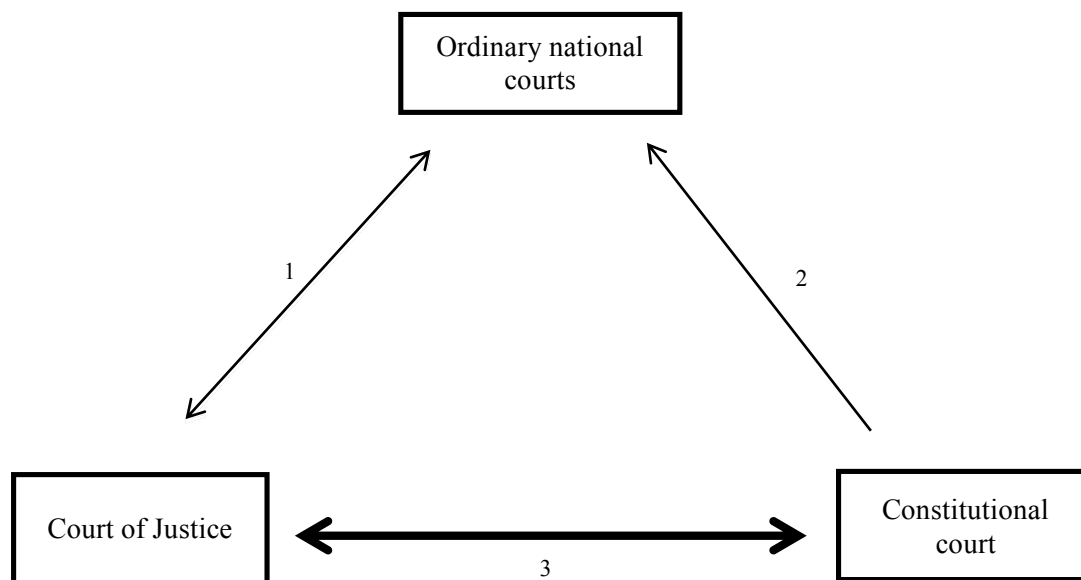 Ordinary national
courts
1
2
Court of Justice
Constitutional
court
3